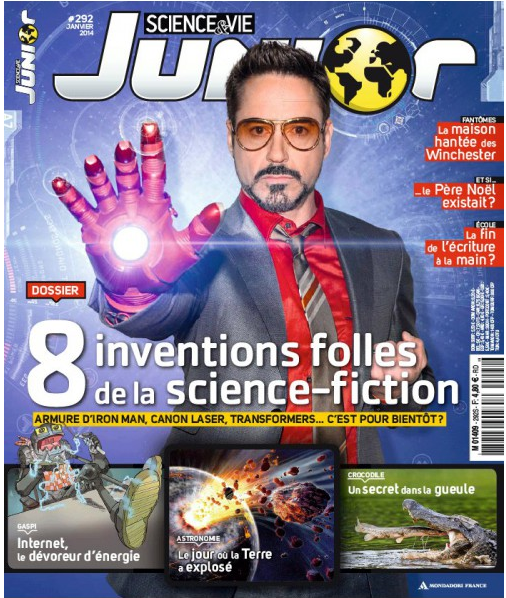 #292
JANVIER
2014
SCIENCE&VIE
JUNIOR
SCIENCE&VIE
JUNIOR
FANTÔMES
La maison
hantée des
Winchester
ET SI...
...le Père Noël
existait ?
ÉCOLE
La fin
de l'écriture
à la main ?
DOSSIER
8 inventions folles
de la science-fiction
ARMURE D'IRON MAN, CANON LASER, TRANSFORMERS... C'EST POUR BIENTÔT ?
GASPI
Internet,
le dévoreur d'énergie
ASTRONOMIE
Le jour où la Terre
a explosé
CROCODILE
Un secret dans la gueule
M 01409 - 292S - F: 4,80 € - RD
MONDADORI FRANCE